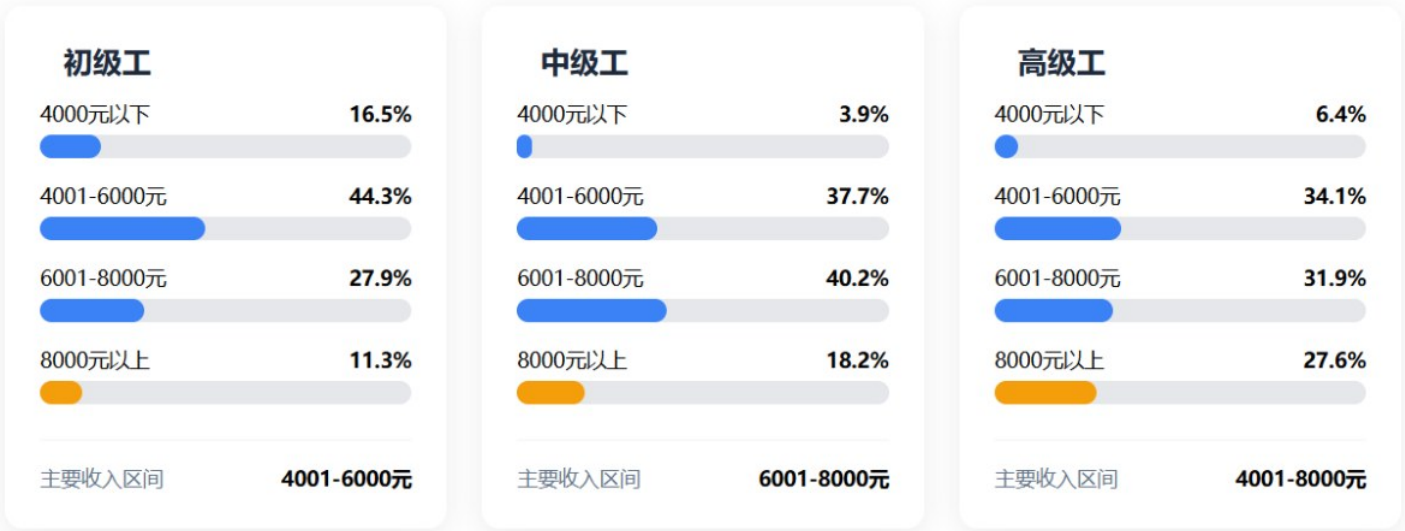 初级工
4000元以下 16.5%
4001-6000元 44.3%
6001-8000元 27.9%
8000元以上 11.3%
主要收入区间 4001-6000元
中级工
4000元以下 3.9%
4001-6000元 37.7%
6001-8000元 40.2%
8000元以上 18.2%
主要收入区间 6001-8000元
高级工
4000元以下 6.4%
4001-6000元 34.1%
6001-8000元 31.9%
8000元以上 27.6%
主要收入区间 4001-8000元